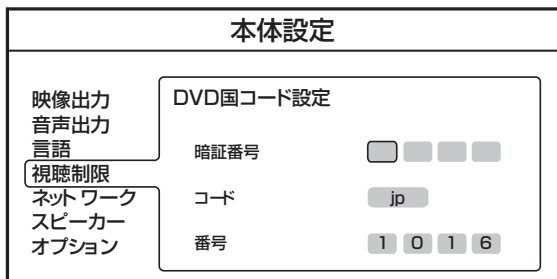 本体設定
映像出力
音声出力
言語
視聴制限
ネットワーク
スピーカー
オプション
DVD国コード設定
暗証番号
コード jp
番号 1 0 1 6